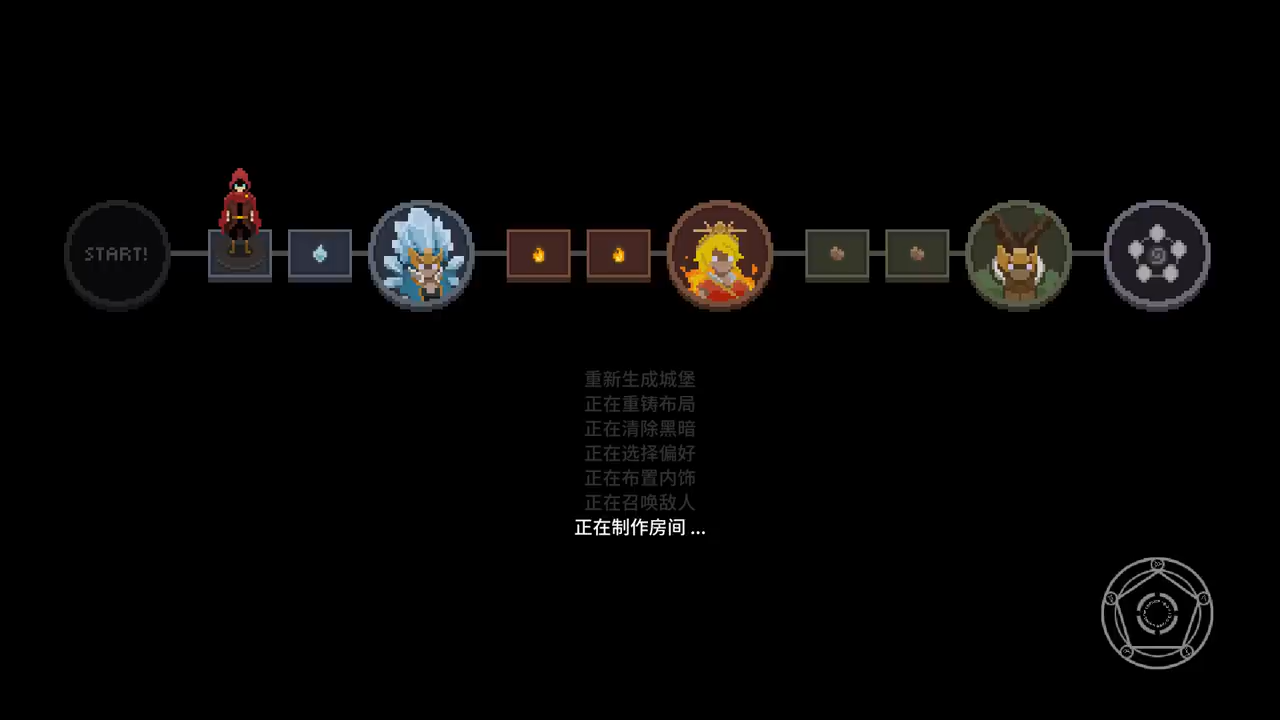 START!
重新生成城堡
正在重铸布局
正在清除黑暗
正在选择偏好
正在布置内饰
正在召唤敌人
正在制作房间 ...